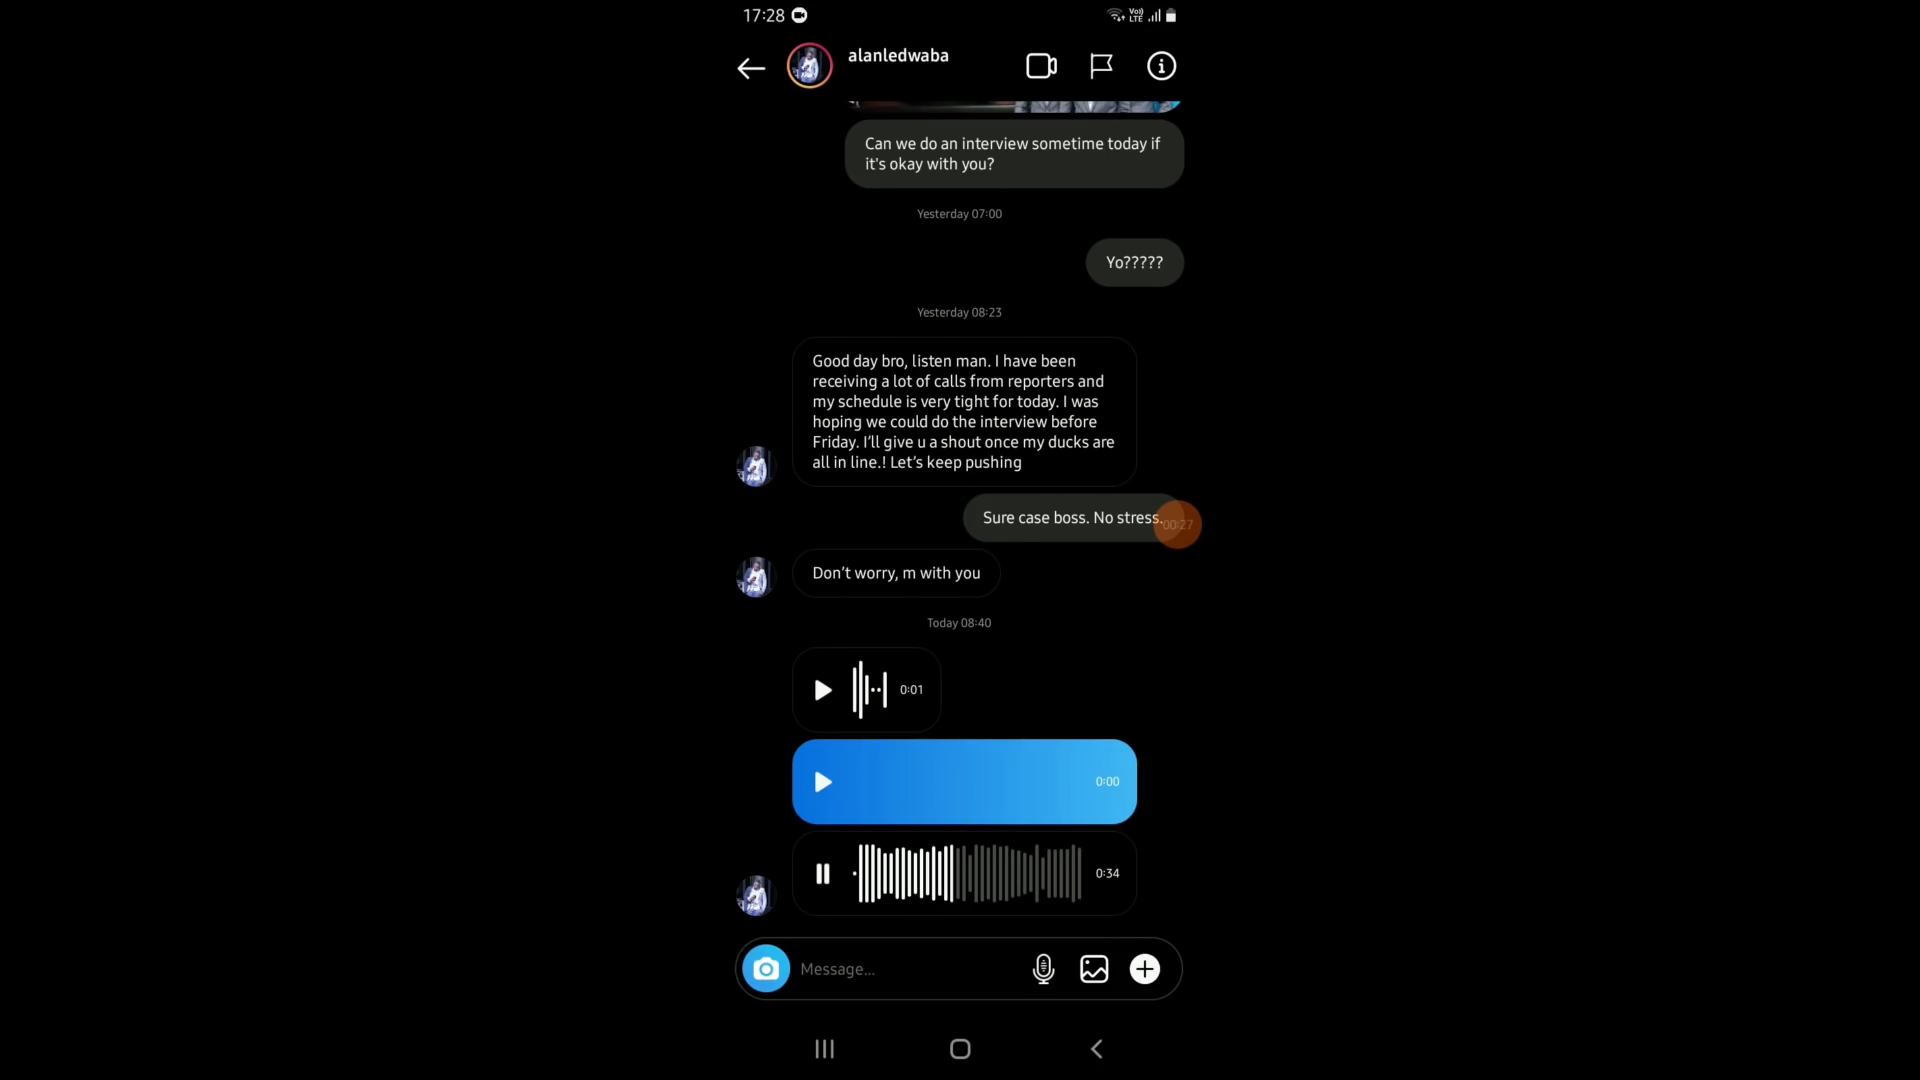 17:28
Vo))
LTE
alanledwaba
Can we do an interview sometime today if
it's okay with you?
Yesterday 07:00
Yo?????
Yesterday 08:23
Good day bro, listen man. I have been
receiving a lot of calls from reporters and
my schedule is very tight for today. I was
hoping we could do the interview before
Friday. I’ll give u a shout once my ducks are
all in line.! Let’s keep pushing
Sure case boss. No stress.
00:27
Don’t worry, m with you
Today 08:40
0:01
0:00
0:34
Message...